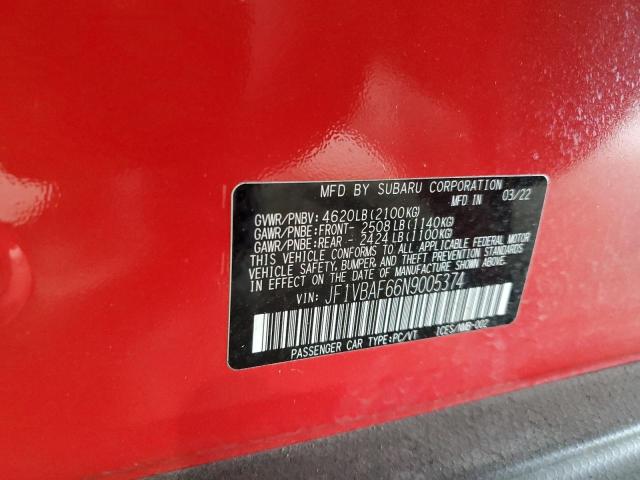 MFD BY SUBARU CORPORATION
MFD IN 03/22
GVWR/PNBV: 4620LB(2100KG)
GAWR/PNBE:FRONT- 2508LB(1140KG)
GAWR/PNBE:REAR - 2424LB(1100KG)
THIS VEHICLE CONFORMS TO ALL APPLICABLE FEDERAL MOTOR
VEHICLE SAFETY, BUMPER, AND THEFT PREVENTION STANDARDS
IN EFFECT ON THE DATE OF MANUFACTURE SHOWN ABOVE.
VIN: JF1VBAF66N9005374
PASSENGER CAR TYPE:PC/VT ICES/NMB-002